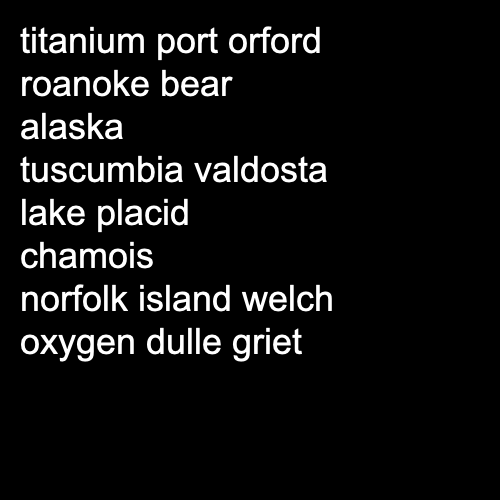 titanium port orford
roanoke bear
alaska
tuscumbia valdosta
lake placid
chamois
norfolk island welch
oxygen dulle griet